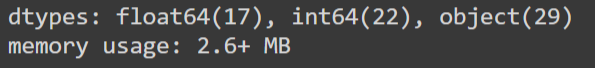 dtypes: float64(17), int64(22), object(29)
memory usage: 2.6+ MB